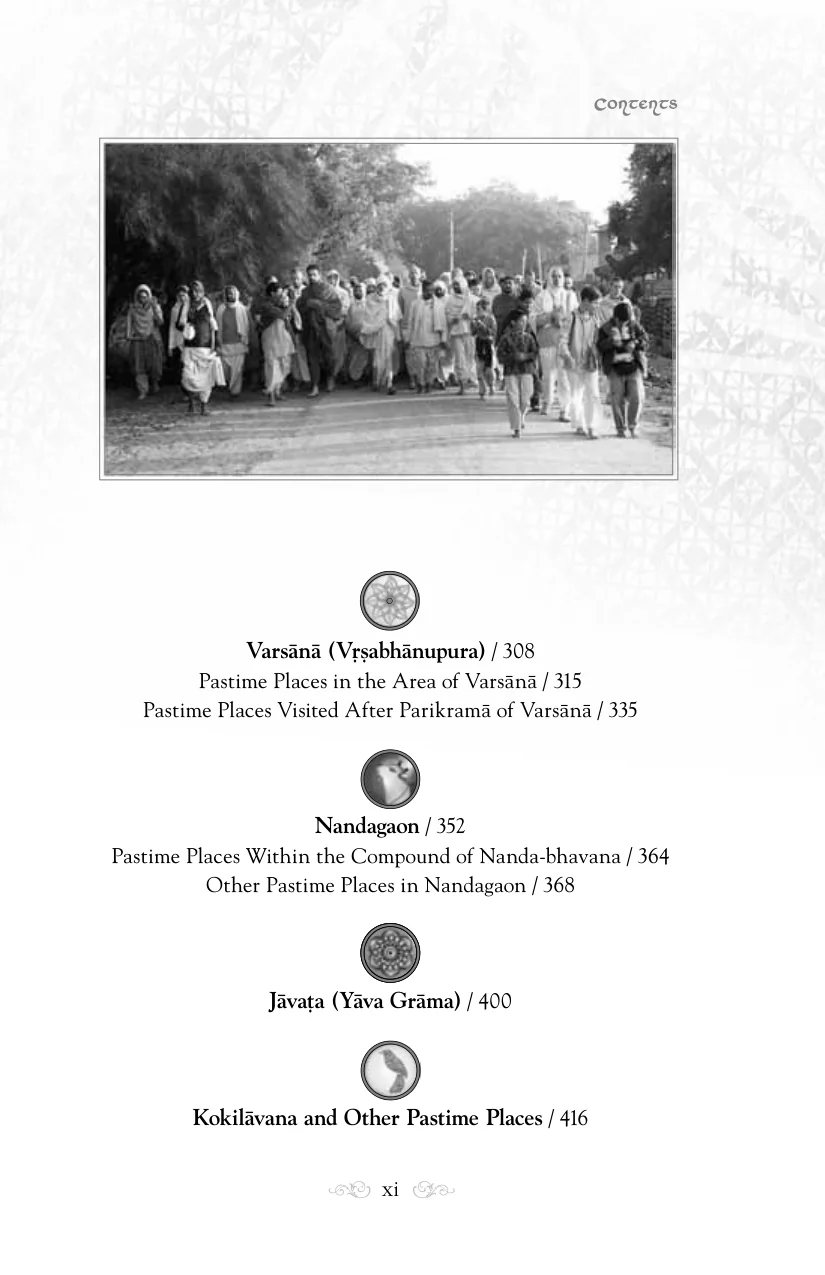 Contents
Varsānā (Vṛṣabhānupura) / 308
Pastime Places in the Area of Varsānā / 315
Pastime Places Visited After Parikramā of Varsānā / 335
Nandagaon / 352
Pastime Places Within the Compound of Nanda-bhavana / 364
Other Pastime Places in Nandagaon / 368
Jāvaṭa (Yāva Grāma) / 400
Kokilāvana and Other Pastime Places / 416
xi